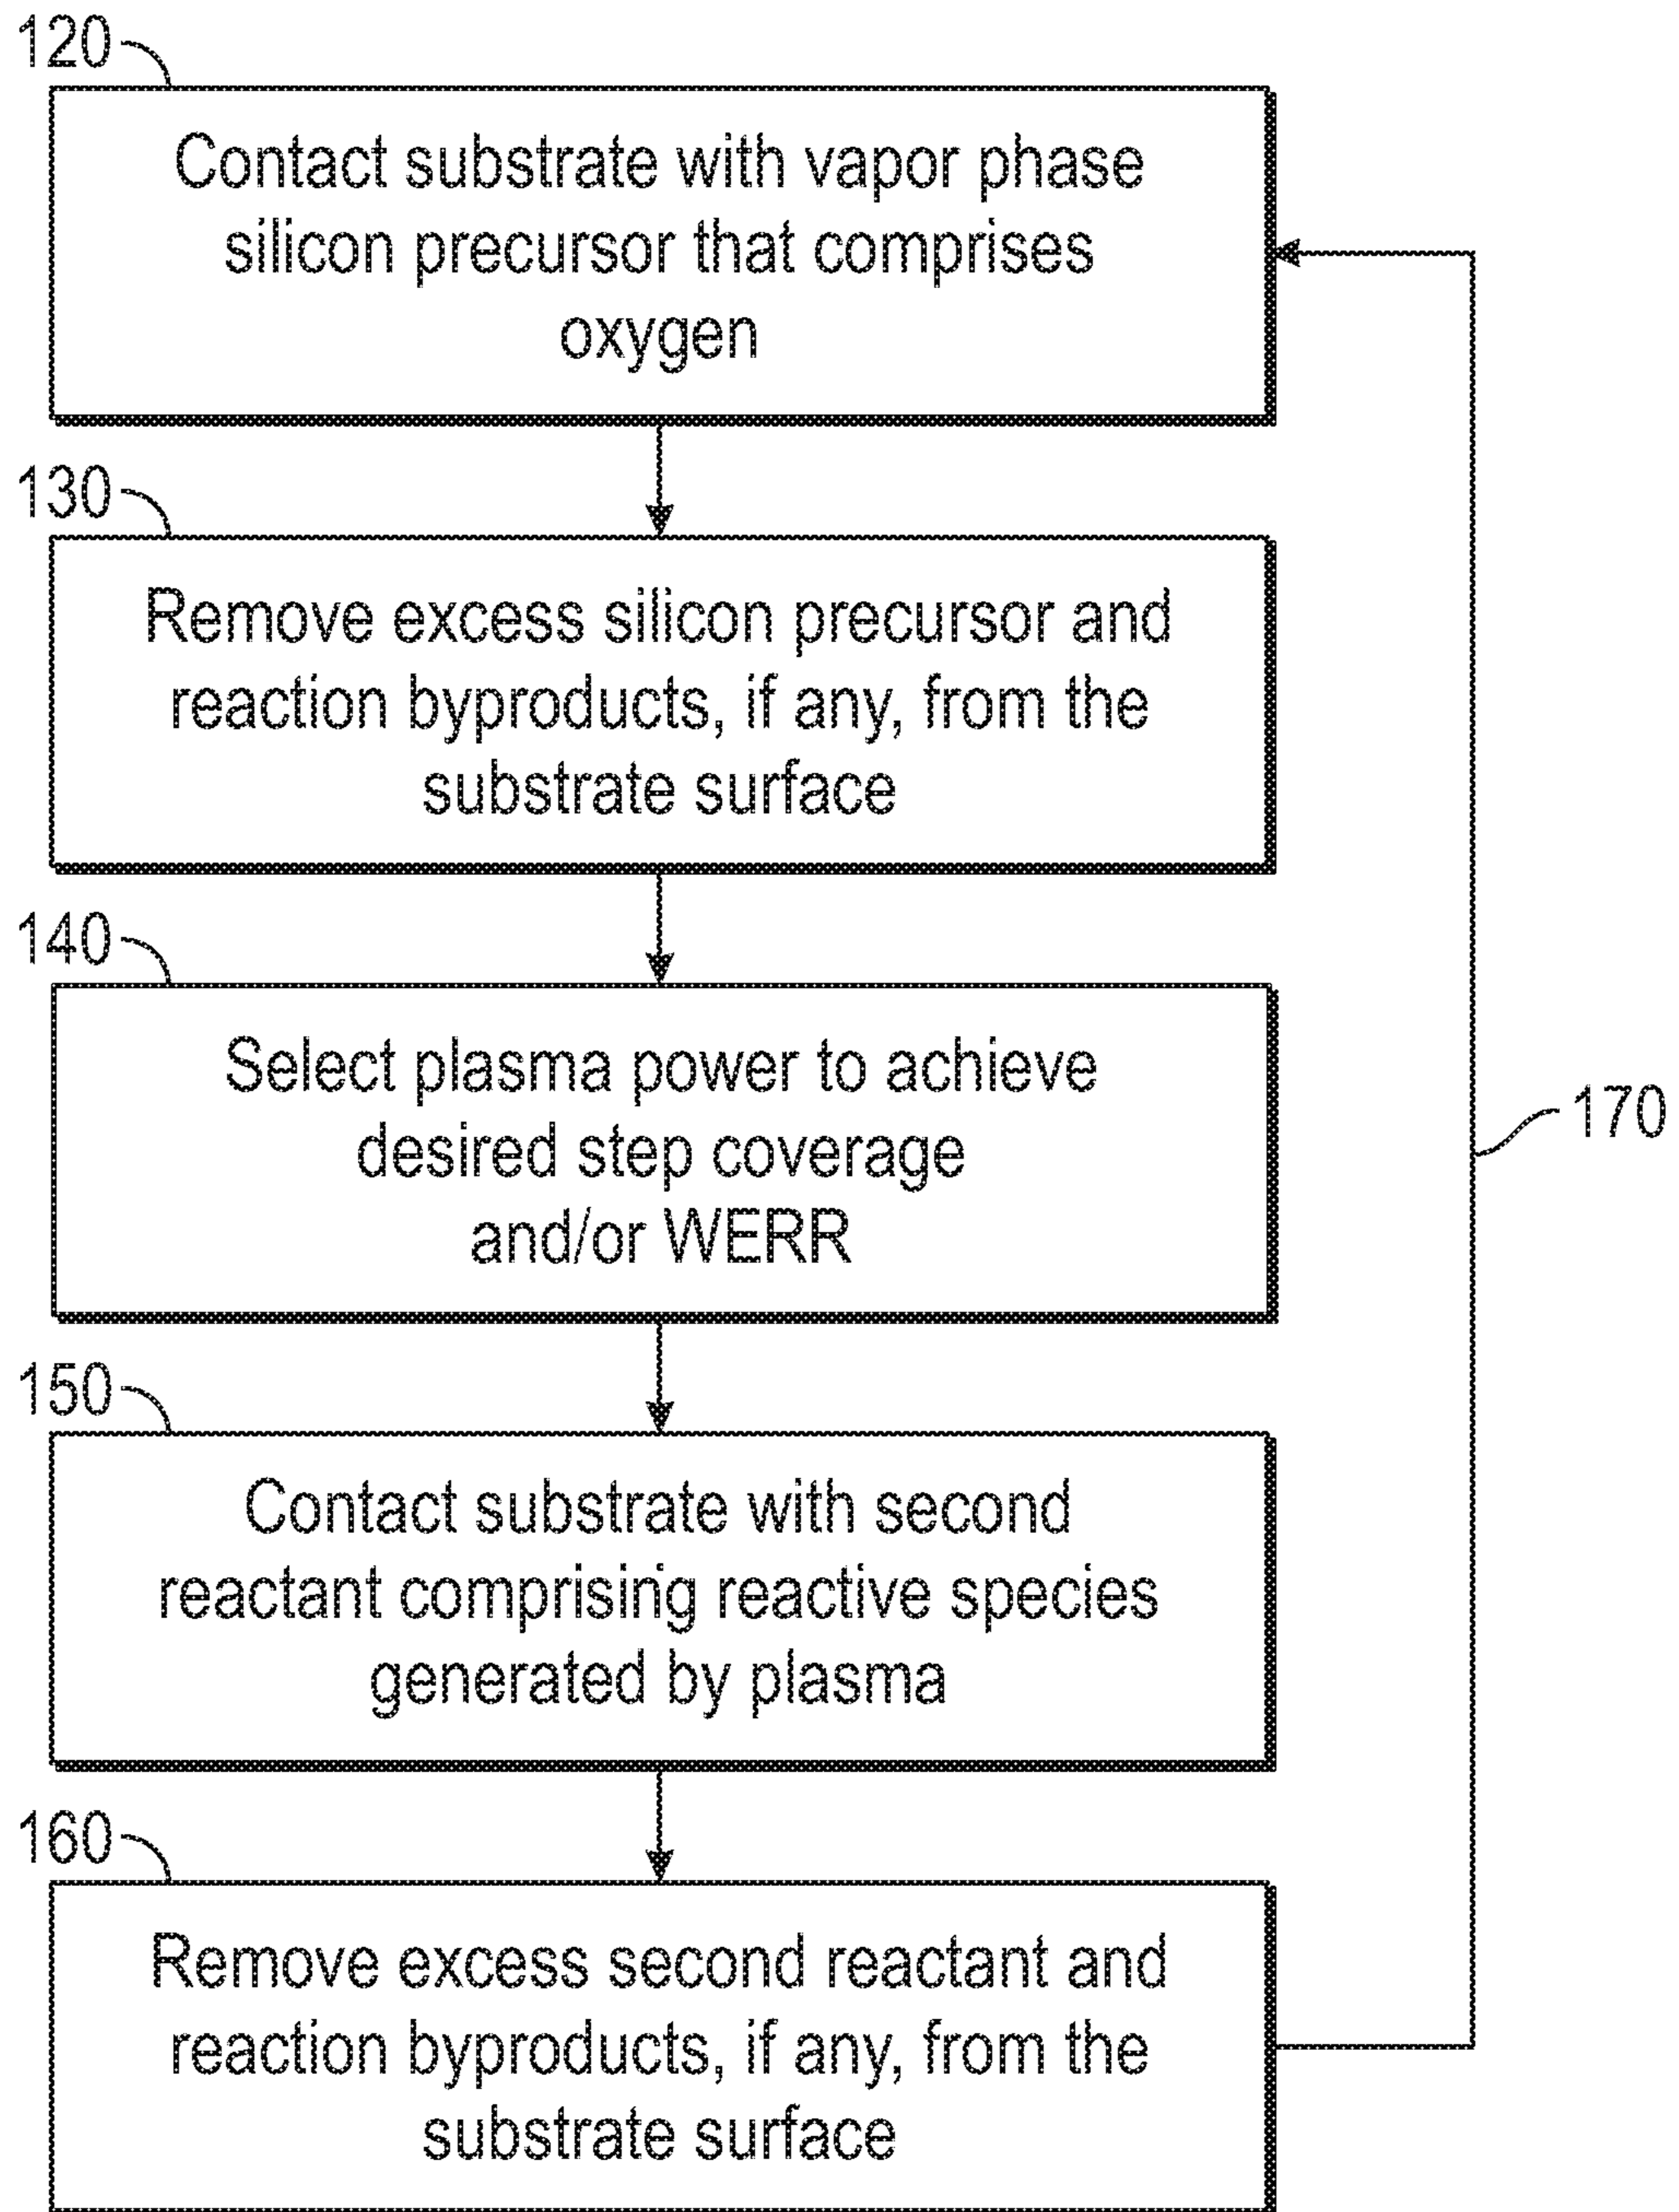 120
Contact substrate with vapor phase
silicon precursor that comprises
oxygen
130
Remove excess silicon precursor and
reaction byproducts, if any, from the
substrate surface
140
Select plasma power to achieve
desired step coverage
and/or WERR
170
150
Contact substrate with second
reactant comprising reactive species
generated by plasma
160
Remove excess second reactant and
reaction byproducts, if any, from the
substrate surface